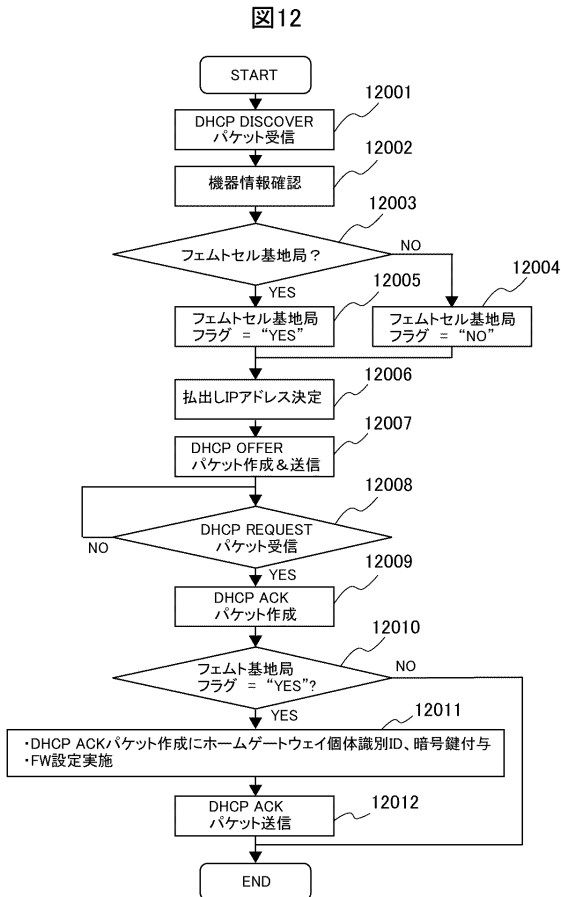 図12
START
12001
DHCP DISCOVER
パケット受信
12002
機器情報確認
12003
フェムトセル基地局？
NO
YES
12005
12004
フェムトセル基地局
フラグ = “YES”
フェムトセル基地局
フラグ = “NO”
12006
払出しIPアドレス決定
12007
DHCP OFFER
パケット作成＆送信
12008
DHCP REQUEST
パケット受信
NO
YES
12009
DHCP ACK
パケット作成
12010
フェムト基地局
フラグ = “YES”?
NO
YES
12011
・DHCP ACKパケット作成にホームゲートウェイ個体識別ID、暗号鍵付与
・FW設定実施
12012
DHCP ACK
パケット送信
END